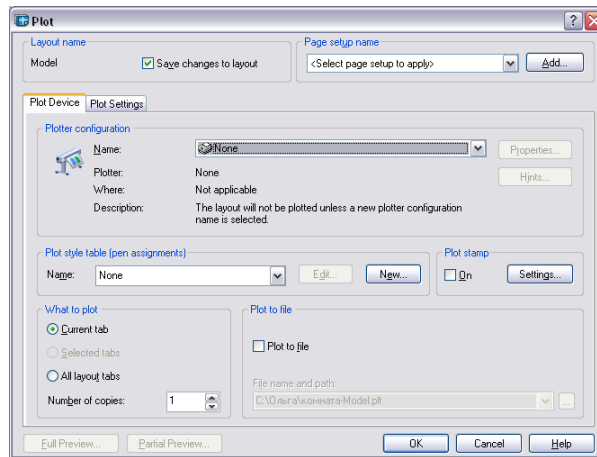 Plot
Layout name
Model
Save changes to layout
Page setup name
<Select page setup to apply>
Add...
Plot Device
Plot Settings
Plotter configuration
Name:
None
Properties...
Plotter:
None
Hints...
Where:
Not applicable
Description:
The layout will not be plotted unless a new plotter configuration
name is selected.
Plot style table (pen assignments)
Name:
None
Edit...
New...
Plot stamp
On
Settings...
What to plot
Current tab
Selected tabs
All layout tabs
Number of copies:
1
Plot to file
Plot to file
File name and path:
C:\Ольга\комната-Model.plt
...
Full Preview...
Partial Preview...
OK
Cancel
Help